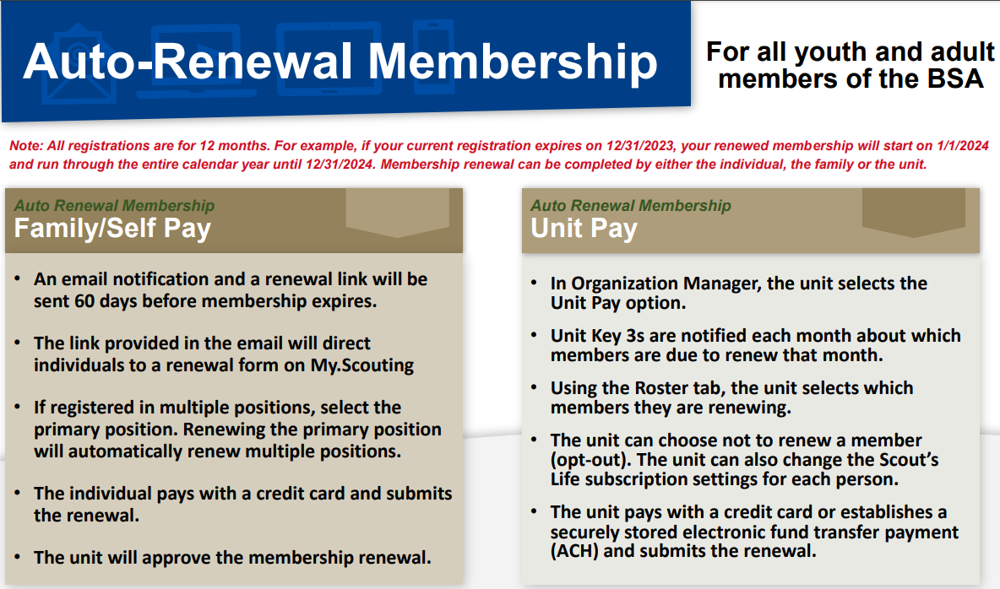 Auto-Renewal Membership
For all youth and adult
members of the BSA
Note: All registrations are for 12 months. For example, if your current registration expires on 12/31/2023, your renewed membership will start on 1/1/2024
and run through the entire calendar year until 12/31/2024. Membership renewal can be completed by either the individual, the family or the unit.
Auto Renewal Membership
Family/Self Pay
• An email notification and a renewal link will be
sent 60 days before membership expires.
• The link provided in the email will direct
individuals to a renewal form on My.Scouting
• If registered in multiple positions, select the
primary position. Renewing the primary position
will automatically renew multiple positions.
• The individual pays with a credit card and submits
the renewal.
• The unit will approve the membership renewal.
Auto Renewal Membership
Unit Pay
• In Organization Manager, the unit selects the
Unit Pay option.
• Unit Key 3s are notified each month about which
members are due to renew that month.
• Using the Roster tab, the unit selects which
members they are renewing.
• The unit can choose not to renew a member
(opt-out). The unit can also change the Scout’s
Life subscription settings for each person.
• The unit pays with a credit card or establishes a
securely stored electronic fund transfer payment
(ACH) and submits the renewal.